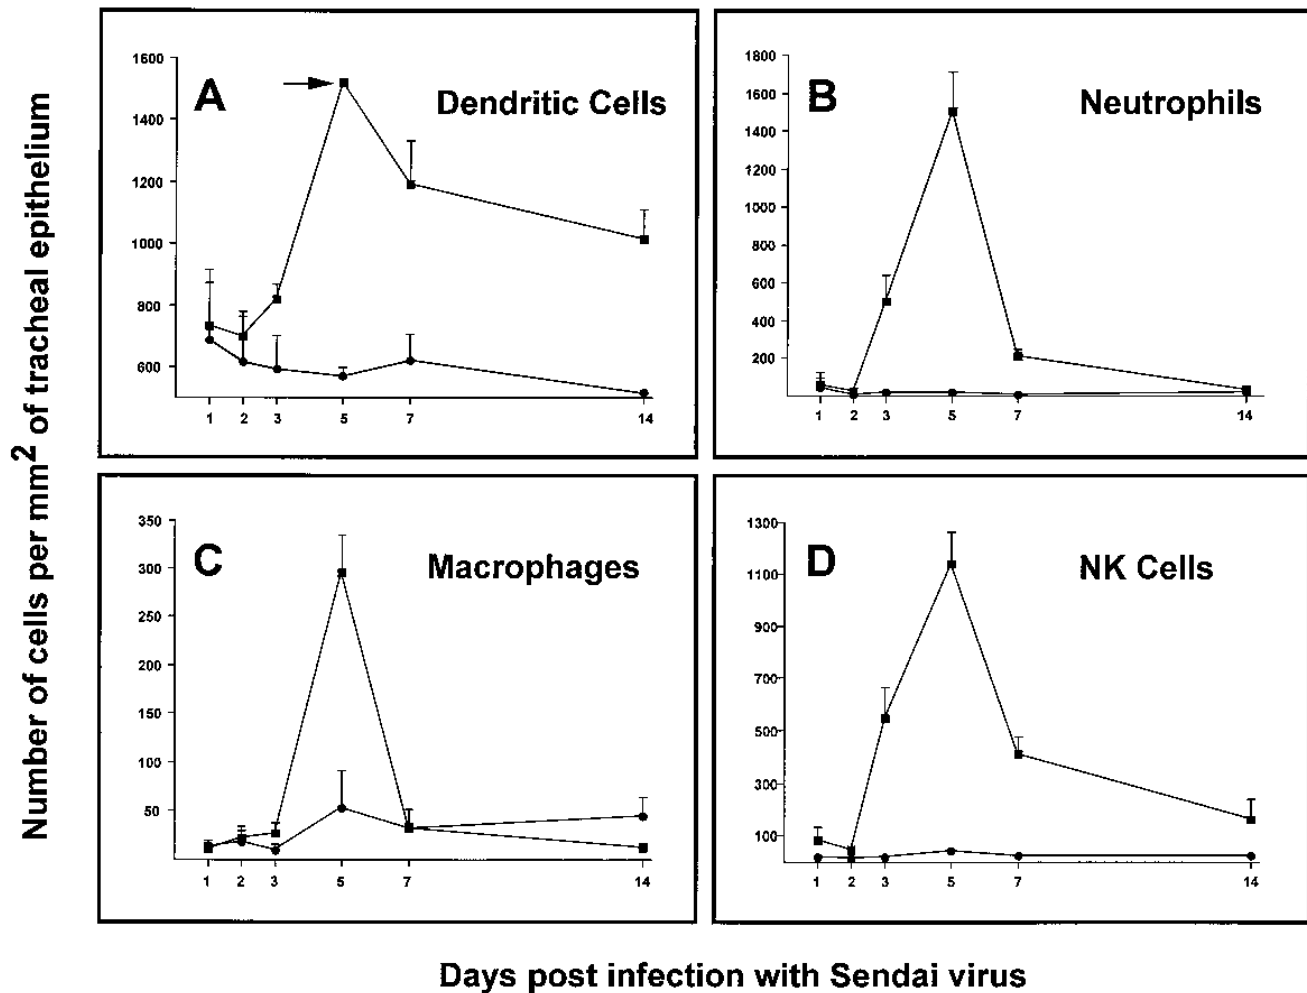 Number of cells per mm² of tracheal epithelium
A
Dendritic Cells
1600
1400
1200
1000
800
600
1 2 3 5 7 14
B
Neutrophils
1800
1600
1400
1200
1000
800
600
400
200
1 2 3 5 7 14
C
Macrophages
350
300
250
200
150
100
50
1 2 3 5 7 14
D
NK Cells
1300
1100
900
700
500
300
100
1 2 3 5 7 14
Days post infection with Sendai virus